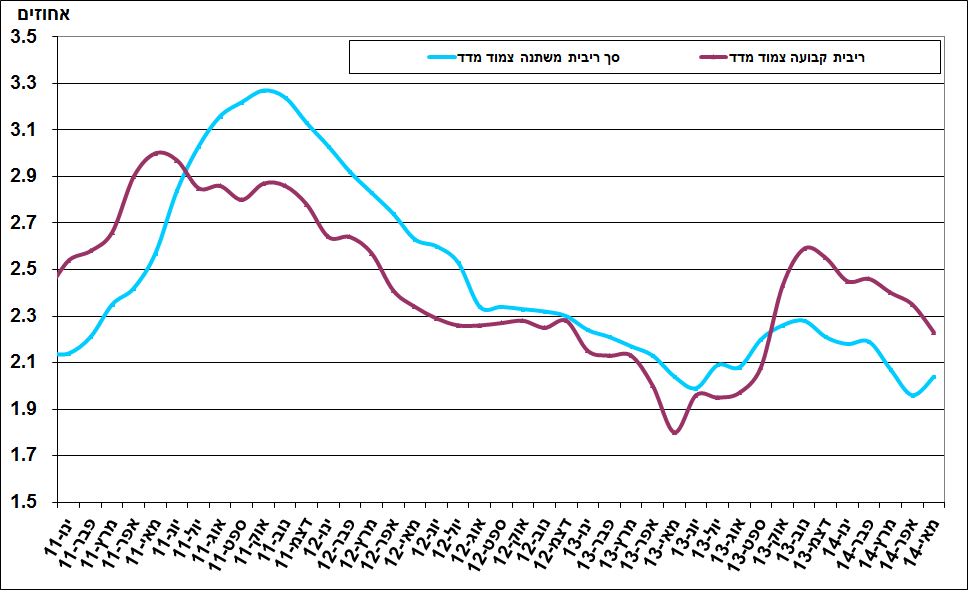 אחוזים
ריבית קבועה צמוד מדד
סך ריבית משתנה צמוד מדד
3.5
3.3
3.1
2.9
2.7
2.5
2.3
2.1
1.9
1.7
1.5
ינו-11
פבר-11
מרץ-11
אפר-11
מאי-11
יונ-11
יול-11
אוג-11
ספט-11
אוק-11
נוב-11
דצמ-11
ינו-12
פבר-12
מרץ-12
אפר-12
מאי-12
יונ-12
יול-12
אוג-12
ספט-12
אוק-12
נוב-12
דצמ-12
ינו-13
פבר-13
מרץ-13
אפר-13
מאי-13
יונ-13
יול-13
אוג-13
ספט-13
אוק-13
נוב-13
דצמ-13
ינו-14
פבר-14
מרץ-14
אפר-14
מאי-14